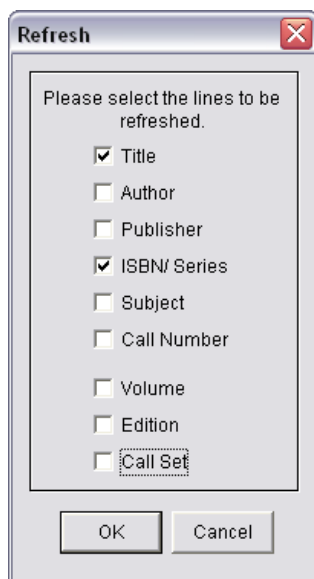 Refresh
Please select the lines to be
refreshed.
Title
Author
Publisher
ISBN/ Series
Subject
Call Number
Volume
Edition
Call Set
OK
Cancel